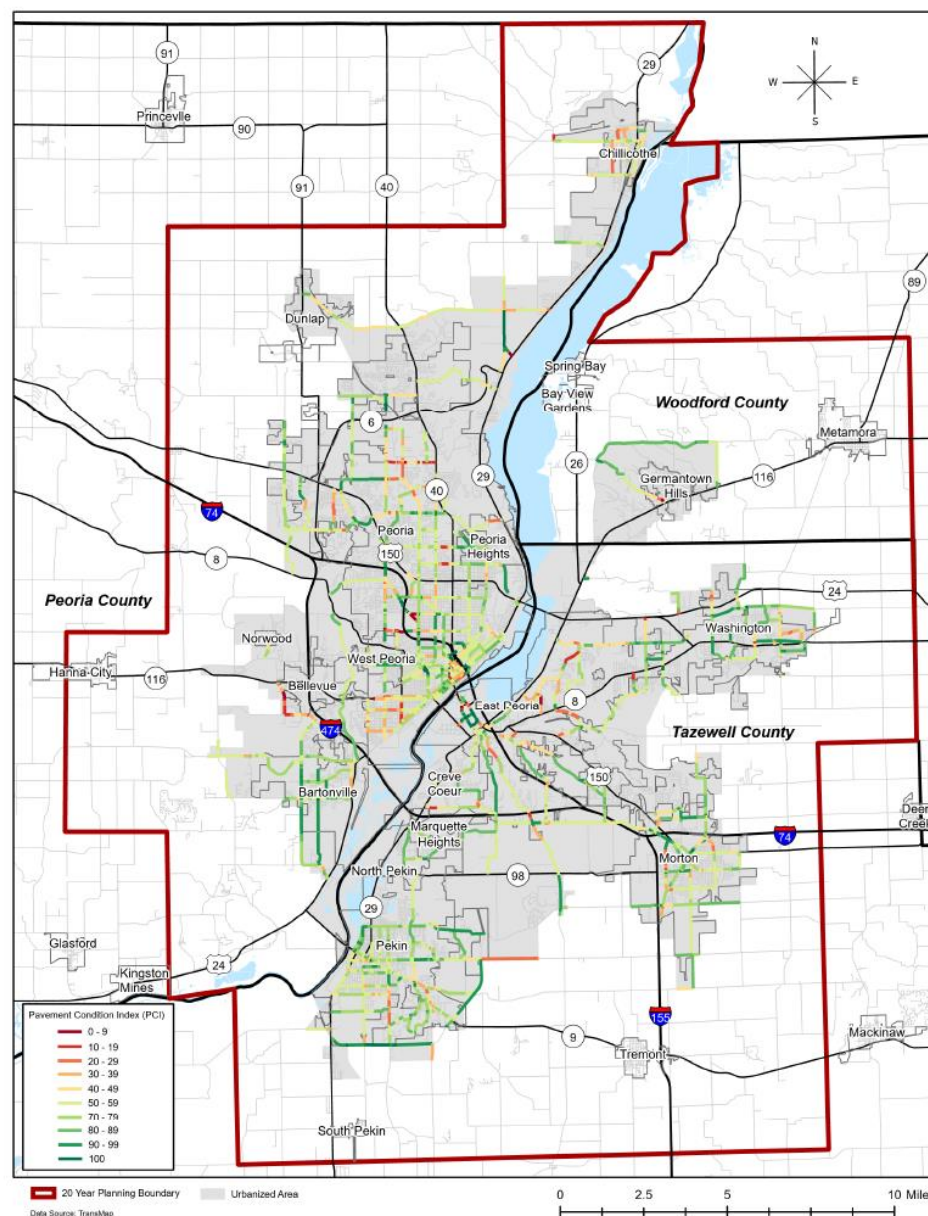 N
W
E
S
91
29
Princevlle
90
Chillicothe
91
40
89
Dunlap
Spring Bay
Bay View
Gardens
Woodford County
6
Metamora
26
Germantown
Hills
116
29
40
74
Peoria
Peoria
Heights
150
8
24
Peoria County
Washington
Norwood
West Peoria
Hanna-City
116
Bellevue
East Peoria
8
474
Tazewell County
Bartonville
Creve
Coeur
150
Deer
Creek
Marquette
Heights
74
Morton
North Pekin
98
29
Pekin
Glasford
24
Kingston
Mines
155
9
Mackinaw
Tremont
South Pekin
Pavement Condition Index (PCI)
0 - 9
10 - 19
20 - 29
30 - 39
40 - 49
50 - 59
70 - 79
80 - 89
90 - 99
100
20 Year Planning Boundary
Urbanized Area
0
2.5
5
10 Mile
Data Source: TransMap